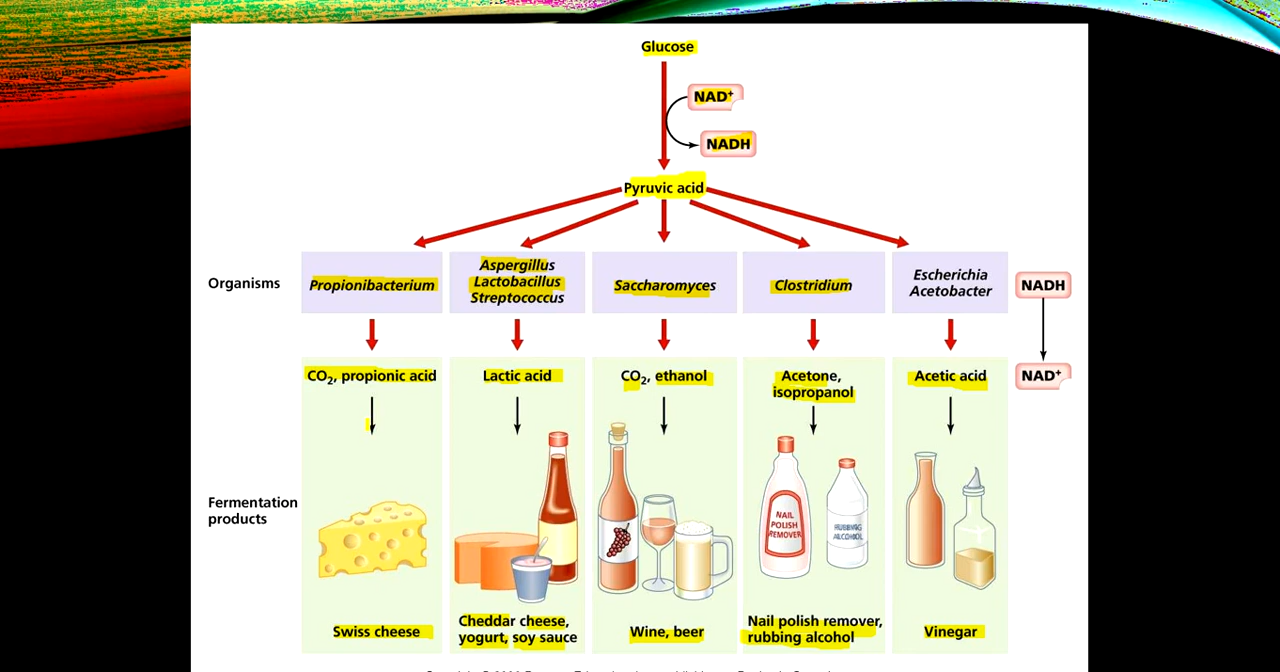 Glucose
NAD+
NADH
Pyruvic acid
Organisms
Propionibacterium
Aspergillus
Lactobacillus
Streptococcus
Saccharomyces
Clostridium
Escherichia
Acetobacter
NADH
CO2, propionic acid
Lactic acid
CO2, ethanol
Acetone,
isopropanol
Acetic acid
NAD+
Fermentation
products
NAIL
POLISH
REMOVER
RUBBING
ALCOHOL
Swiss cheese
Cheddar cheese,
yogurt, soy sauce
Wine, beer
Nail polish remover,
rubbing alcohol
Vinegar